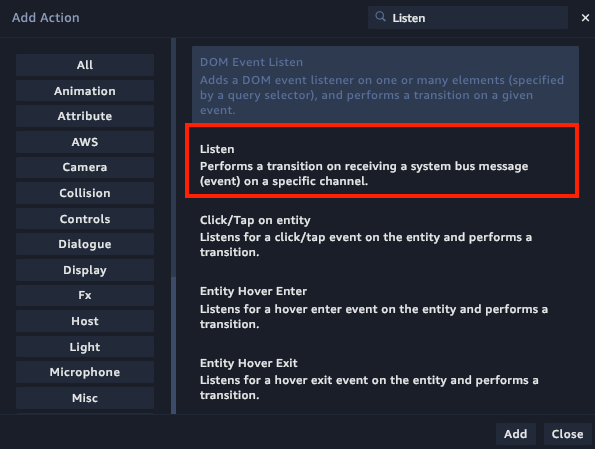 Add Action
Listen
×
All
Animation
Attribute
AWS
Camera
Collision
Controls
Dialogue
Display
Fx
Host
Light
Microphone
Misc
DOM Event Listen
Adds a DOM event listener on one or many elements (specified
by a query selector), and performs a transition on a given
event.
Listen
Performs a transition on receiving a system bus message
(event) on a specific channel.
Click/Tap on entity
Listens for a click/tap event on the entity and performs a
transition.
Entity Hover Enter
Listens for a hover enter event on the entity and performs a
transition.
Entity Hover Exit
Listens for a hover exit event on the entity and performs a
transition.
Add
Close